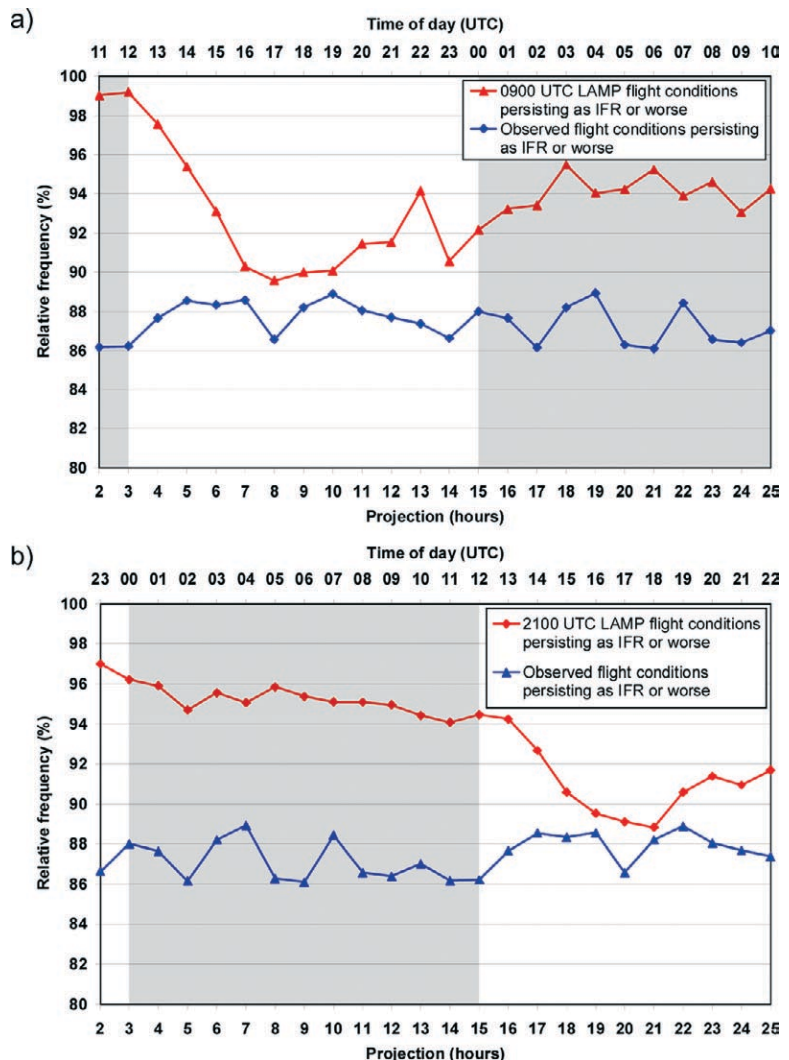 a)
Time of day (UTC)
11 12 13 14 15 16 17 18 19 20 21 22 23 00 01 02 03 04 05 06 07 08 09 10
100
98
96
94
92
90
88
86
84
82
80
Relative frequency (%)
0900 UTC LAMP flight conditions
persisting as IFR or worse
Observed flight conditions persisting
as IFR or worse
2 3 4 5 6 7 8 9 10 11 12 13 14 15 16 17 18 19 20 21 22 23 24 25
Projection (hours)
b)
Time of day (UTC)
23 00 01 02 03 04 05 06 07 08 09 10 11 12 13 14 15 16 17 18 19 20 21 22
100
98
96
94
92
90
88
86
84
82
80
Relative frequency (%)
2100 UTC LAMP flight conditions
persisting as IFR or worse
Observed flight conditions
persisting as IFR or worse
2 3 4 5 6 7 8 9 10 11 12 13 14 15 16 17 18 19 20 21 22 23 24 25
Projection (hours)